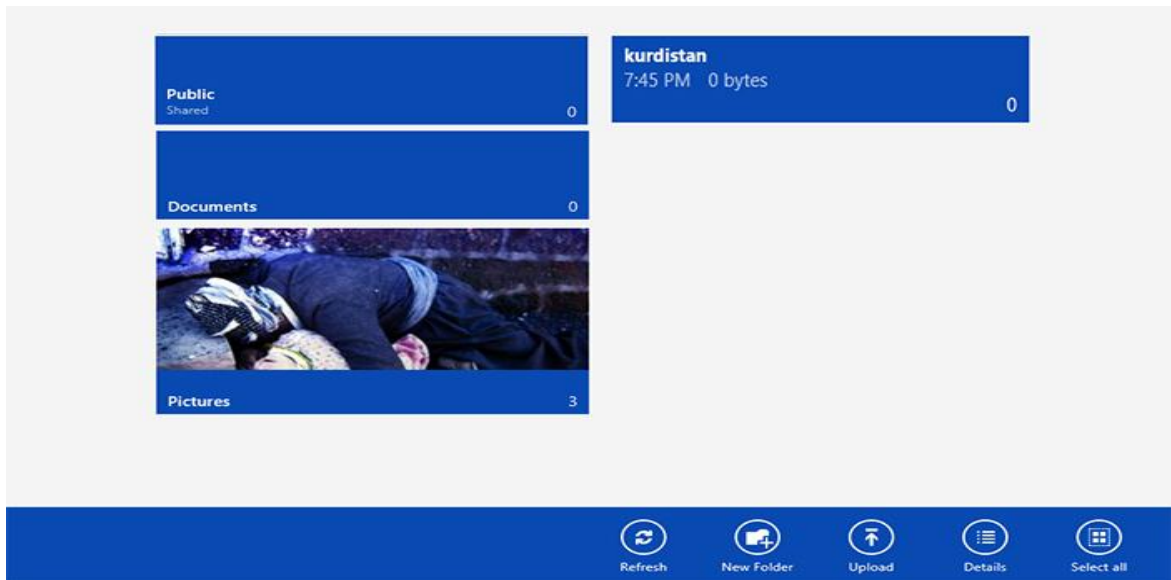 Public
Shared
0
Documents
0
Pictures
3
kurdistan
7:45 PM 0 bytes
0
Refresh
New Folder
Upload
Details
Select all